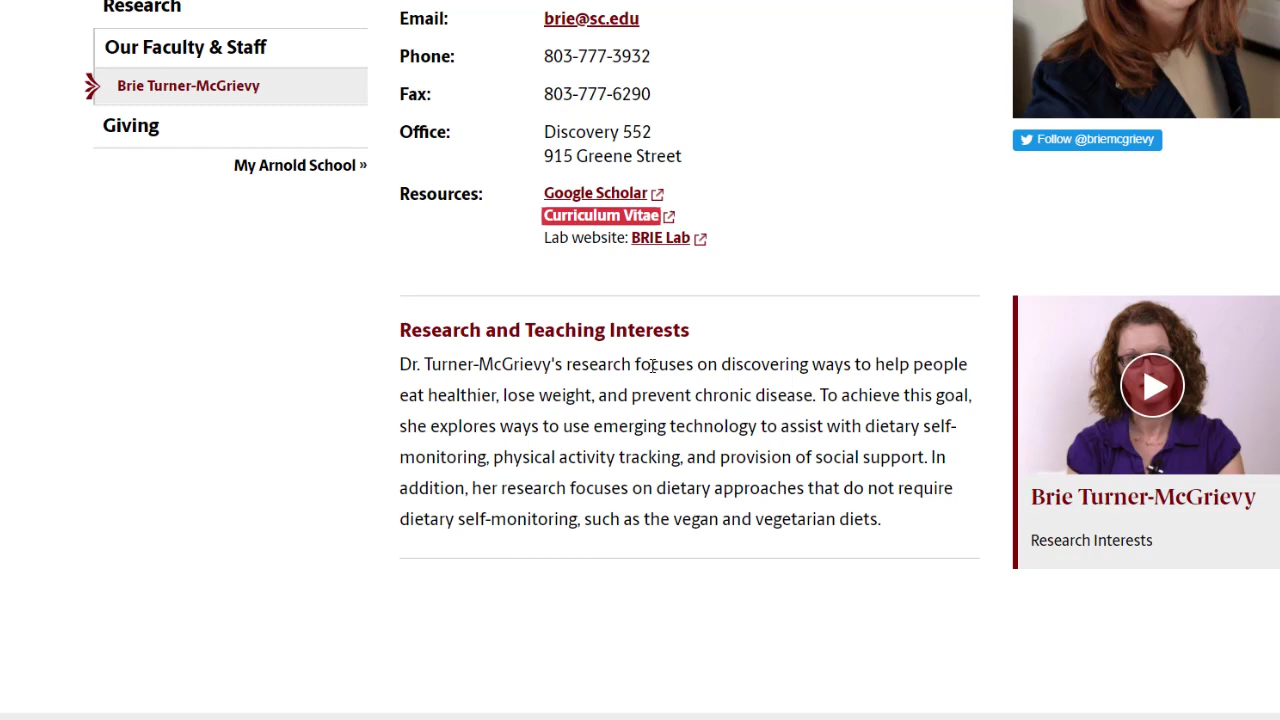 Research
Our Faculty & Staff
Brie Turner-McGrievy
Giving
My Arnold School »
Email: brie@sc.edu
Phone: 803-777-3932
Fax: 803-777-6290
Office: Discovery 552
915 Greene Street
Resources: Google Scholar
Curriculum Vitae
Lab website: BRIE Lab
Follow @briemcgrievy
Research and Teaching Interests
Dr. Turner-McGrievy's research focuses on discovering ways to help people
eat healthier, lose weight, and prevent chronic disease. To achieve this goal,
she explores ways to use emerging technology to assist with dietary self-
monitoring, physical activity tracking, and provision of social support. In
addition, her research focuses on dietary approaches that do not require
dietary self-monitoring, such as the vegan and vegetarian diets.
Brie Turner-McGrievy
Research Interests